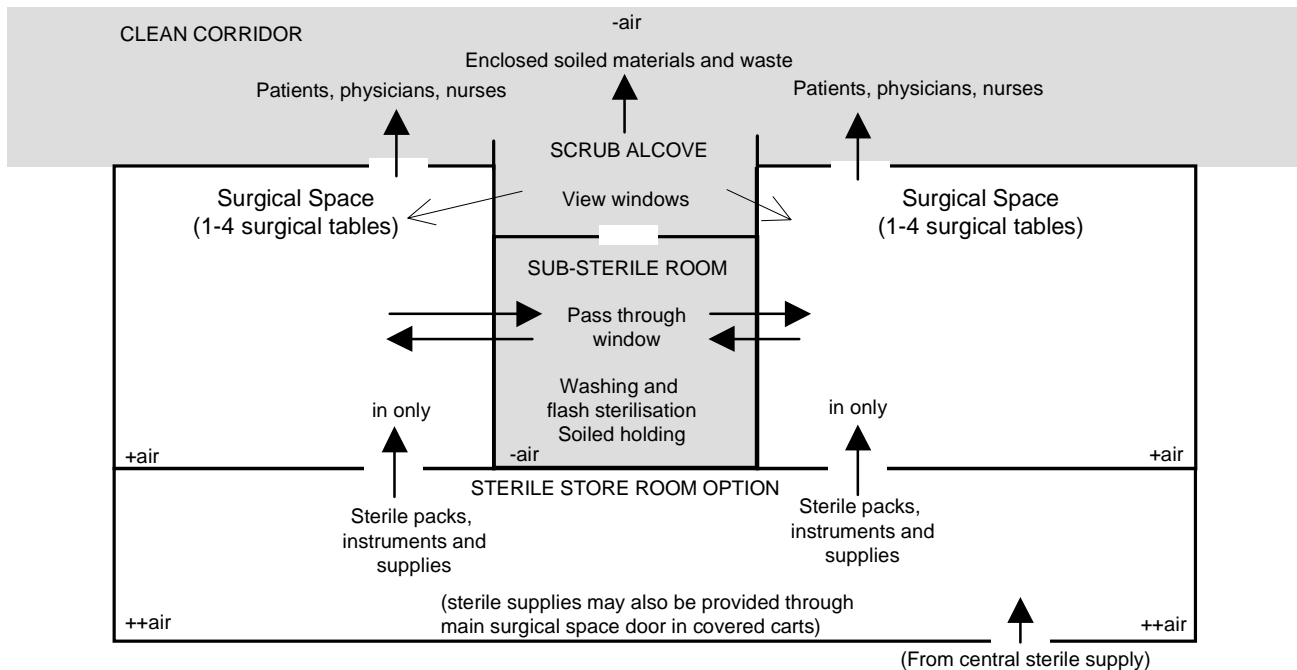 -air
CLEAN CORRIDOR
Enclosed soiled materials and waste
Patients, physicians, nurses
Patients, physicians, nurses
SCRUB ALCOVE
View windows
Surgical Space
(1-4 surgical tables)
Surgical Space
(1-4 surgical tables)
SUB-STERILE ROOM
Pass through
window
Washing and
flash sterilisation
Soiled holding
in only
in only
+air
-air
+air
STERILE STORE ROOM OPTION
Sterile packs,
instruments and
supplies
Sterile packs,
instruments and
supplies
(sterile supplies may also be provided through
main surgical space door in covered carts)
++air
++air
(From central sterile supply)